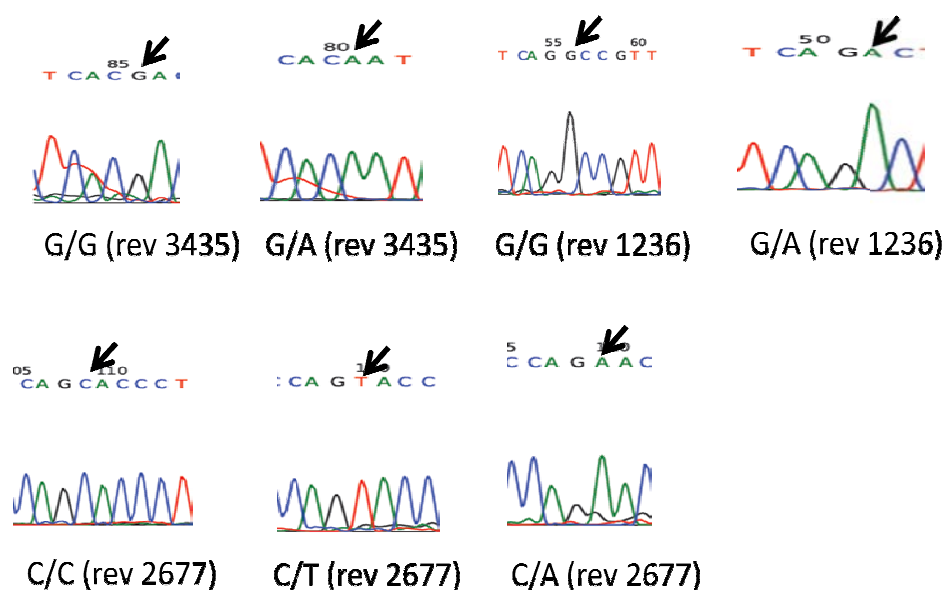 85
T C A C G A
G/G (rev 3435)
80
C A C A A T
G/A (rev 3435)
55 60
T C A G G C C G T T
G/G (rev 1236)
50
T C A G A C
G/A (rev 1236)
05 110
C A G C A C C C T
C/C (rev 2677)
C A G T A C C
C/T (rev 2677)
5
C C A G A A C
C/A (rev 2677)